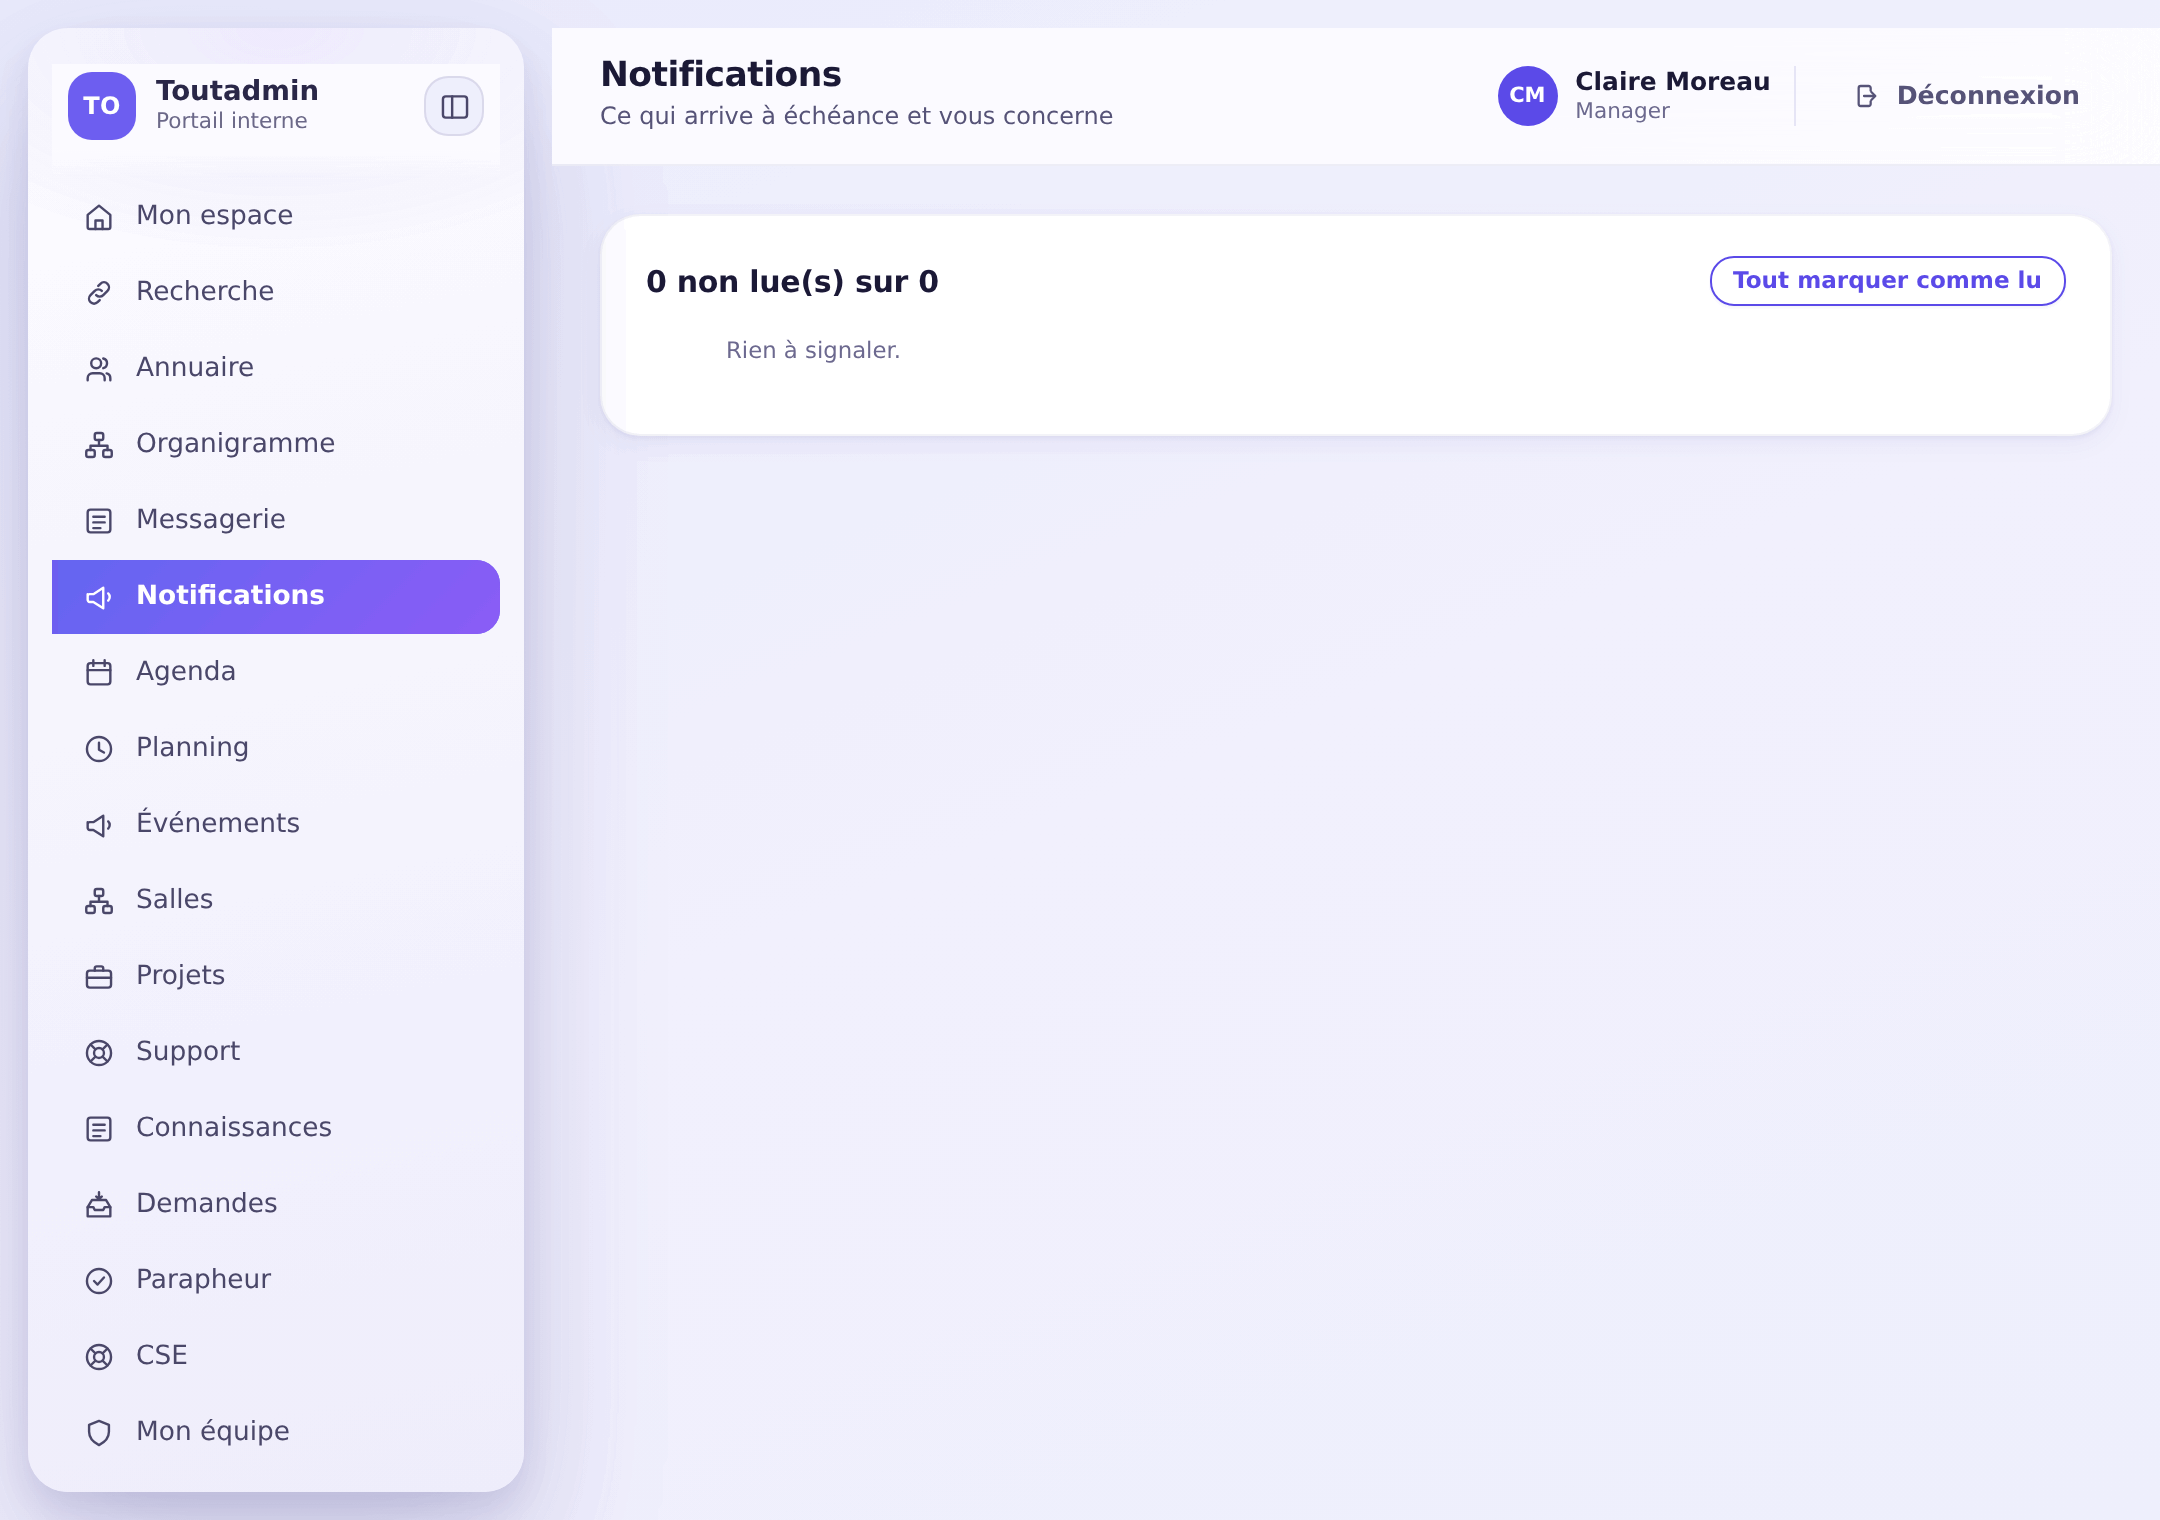 TO
Toutadmin
Portail interne
Mon espace
Recherche
Annuaire
Organigramme
Messagerie
Notifications
Agenda
Planning
Événements
Salles
Projets
Support
Connaissances
Demandes
Parapheur
CSE
Mon équipe
Notifications
Ce qui arrive à échéance et vous concerne
CM
Claire Moreau
Manager
Déconnexion
0 non lue(s) sur 0
Tout marquer comme lu
Rien à signaler.